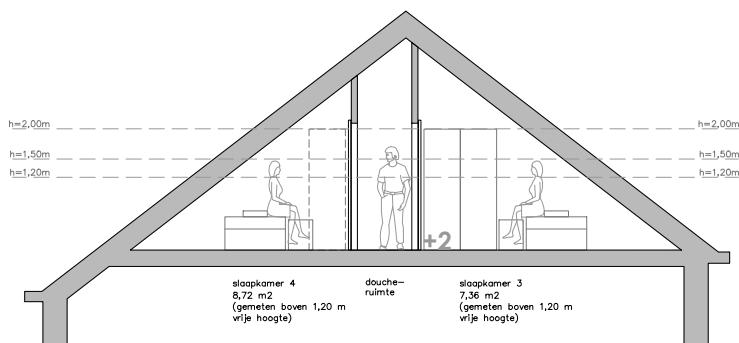 h=2,00m
h=2,00m
h=1,50m
h=1,50m
h=1,20m
h=1,20m
+2
slaapkamer 4
8,72 m2
(gemeten boven 1,20 m
vrije hoogte)
douche-
ruimte
slaapkamer 3
7,36 m2
(gemeten boven 1,20 m
vrije hoogte)